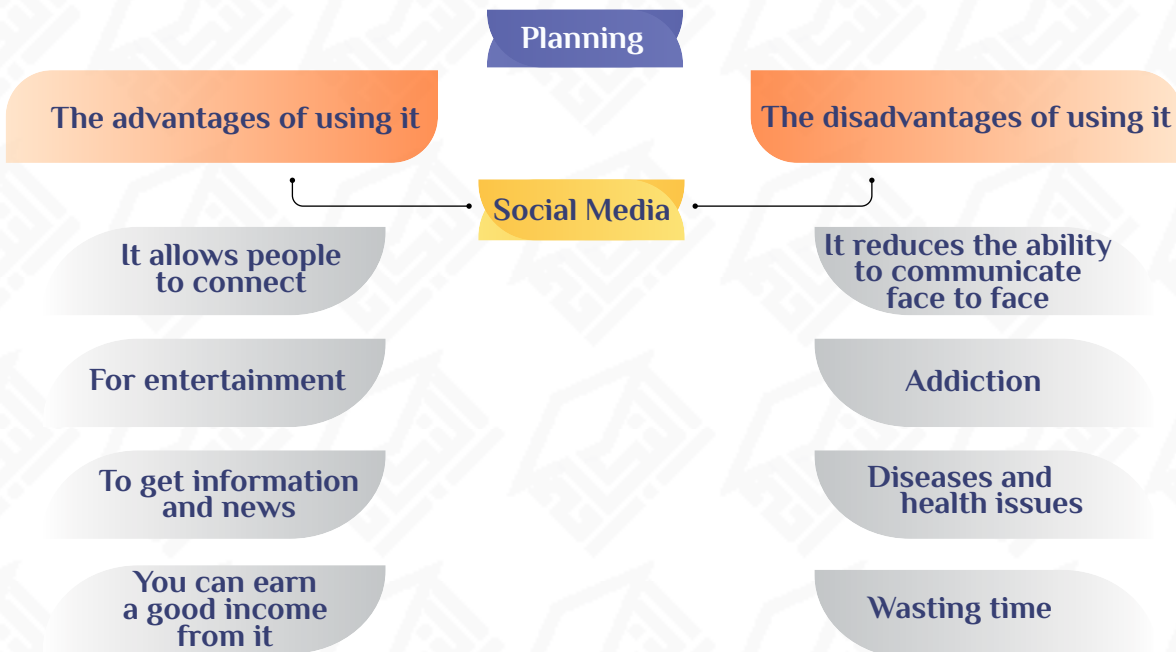 Planning
The advantages of using it
The disadvantages of using it
Social Media
It allows people
to connect
For entertainment
To get information
and news
You can earn
a good income
from it
It reduces the ability
to communicate
face to face
Addiction
Diseases and
health issues
Wasting time